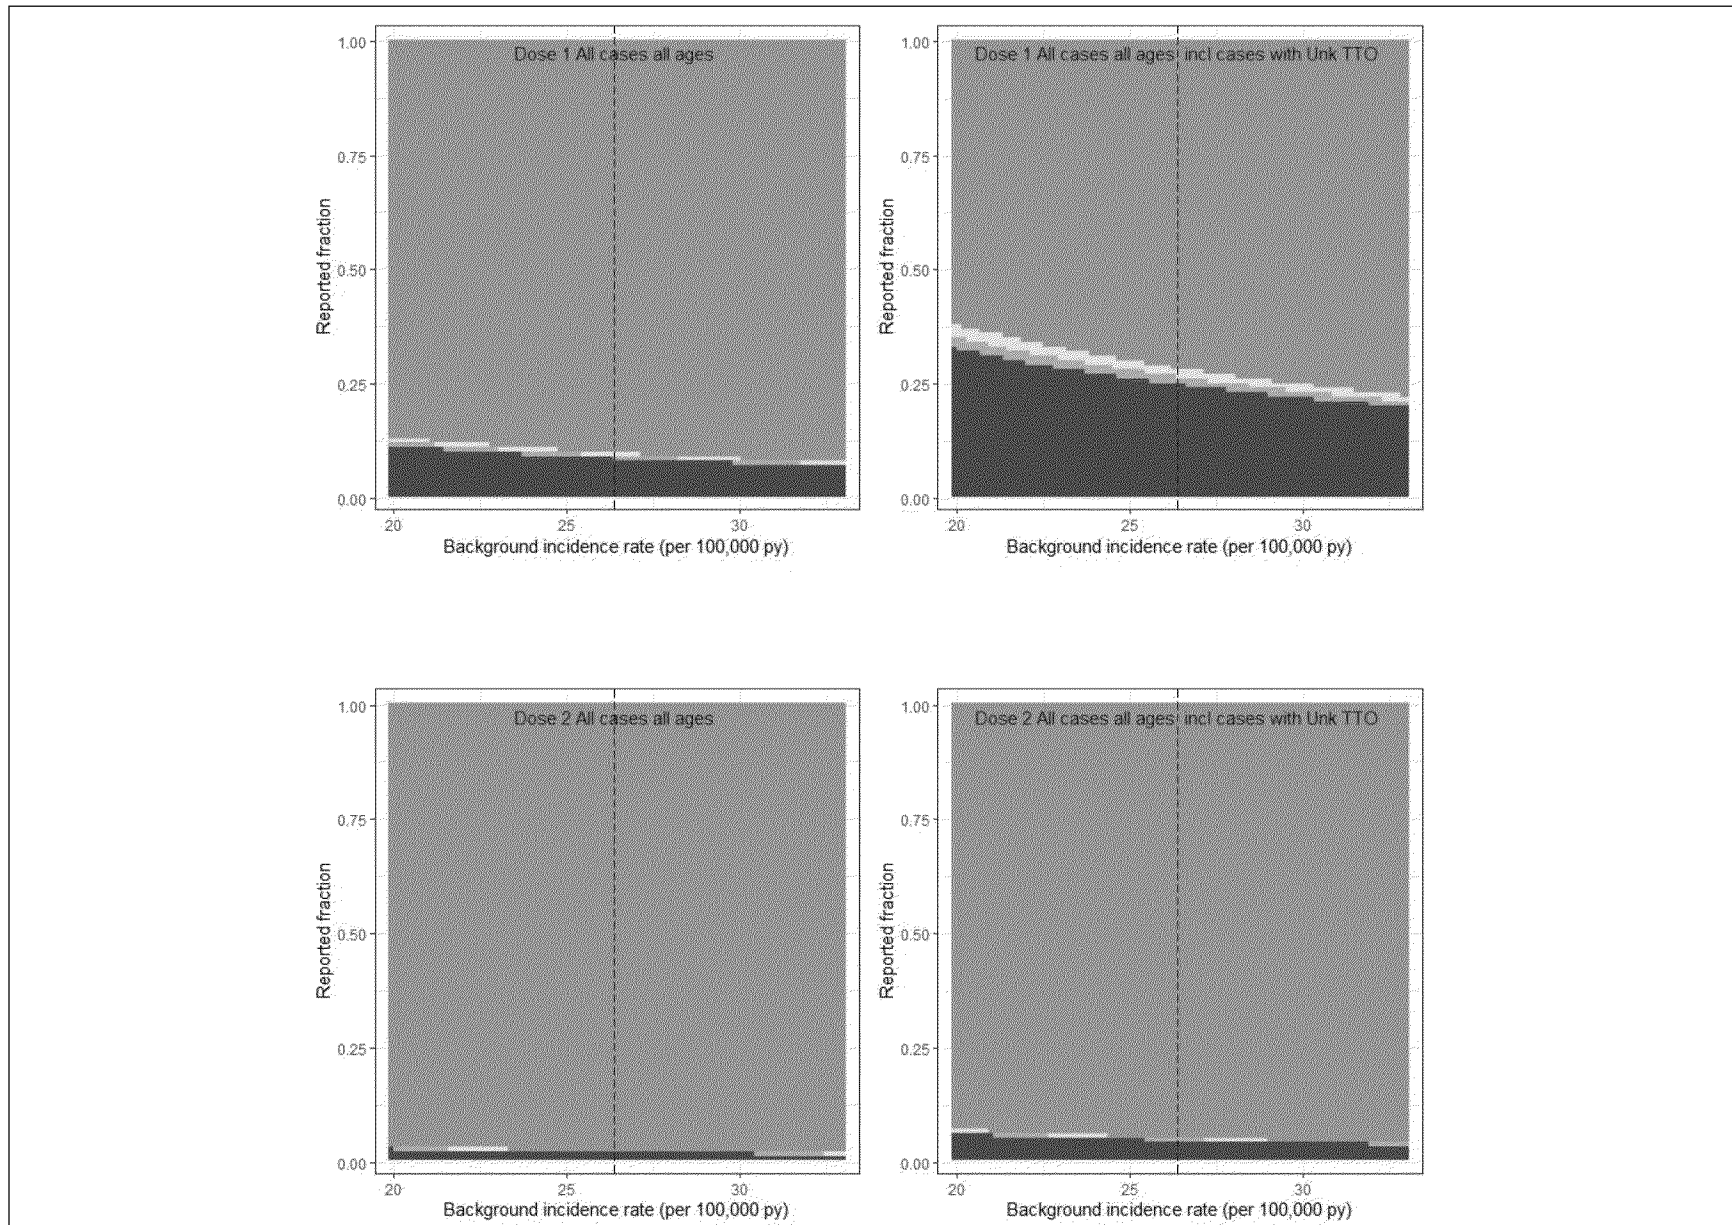 Dose 1 All cases all ages
1.00
0.75
0.50
0.25
0.00
Reported fraction
20 25 30
Background incidence rate (per 100,000 py)
Dose 1 All cases all ages incl cases with Unk TTO
1.00
0.75
0.50
0.25
0.00
Reported fraction
20 25 30
Background incidence rate (per 100,000 py)
Dose 2 All cases all ages
1.00
0.75
0.50
0.25
0.00
Reported fraction
20 25 30
Background incidence rate (per 100,000 py)
Dose 2 All cases all ages incl cases with Unk TTO
1.00
0.75
0.50
0.25
0.00
Reported fraction
20 25 30
Background incidence rate (per 100,000 py)